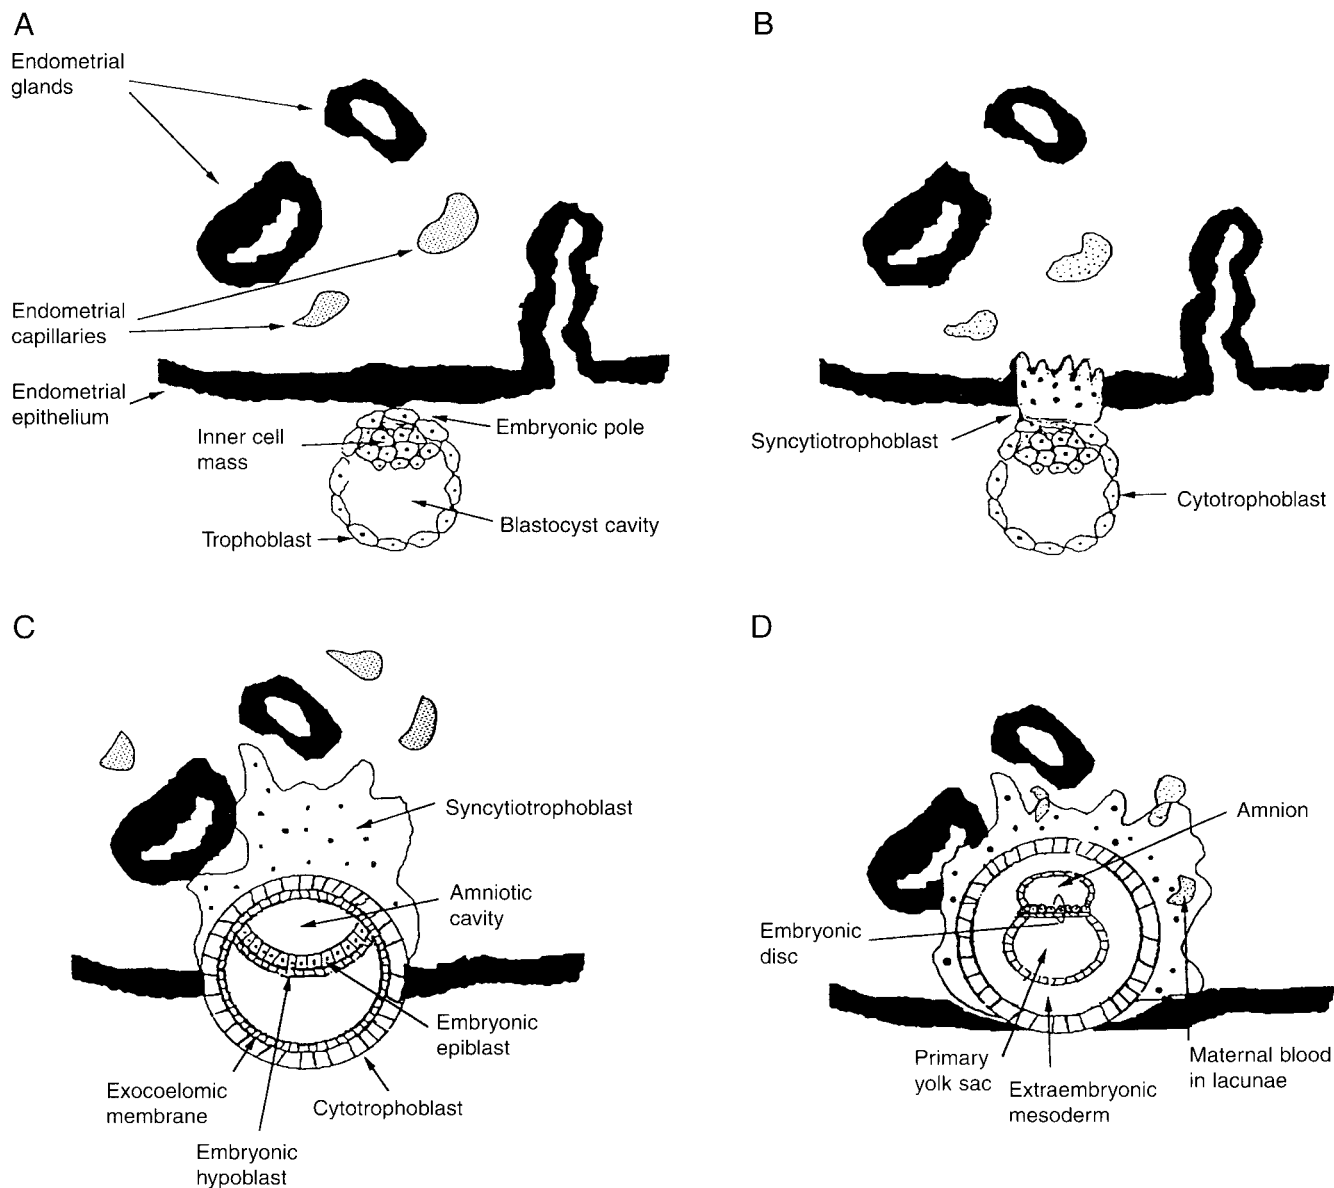 A
Endometrial
glands
Endometrial
capillaries
Endometrial
epithelium
Inner cell
mass
Embryonic pole
Blastocyst cavity
Trophoblast
B
Syncytiotrophoblast
Cytotrophoblast
C
Syncytiotrophoblast
Amniotic
cavity
Embryonic
epiblast
Exocoelomic
membrane
Cytotrophoblast
Embryonic
hypoblast
D
Amnion
Embryonic
disc
Primary
yolk sac
Extraembryonic
mesoderm
Maternal blood
in lacunae